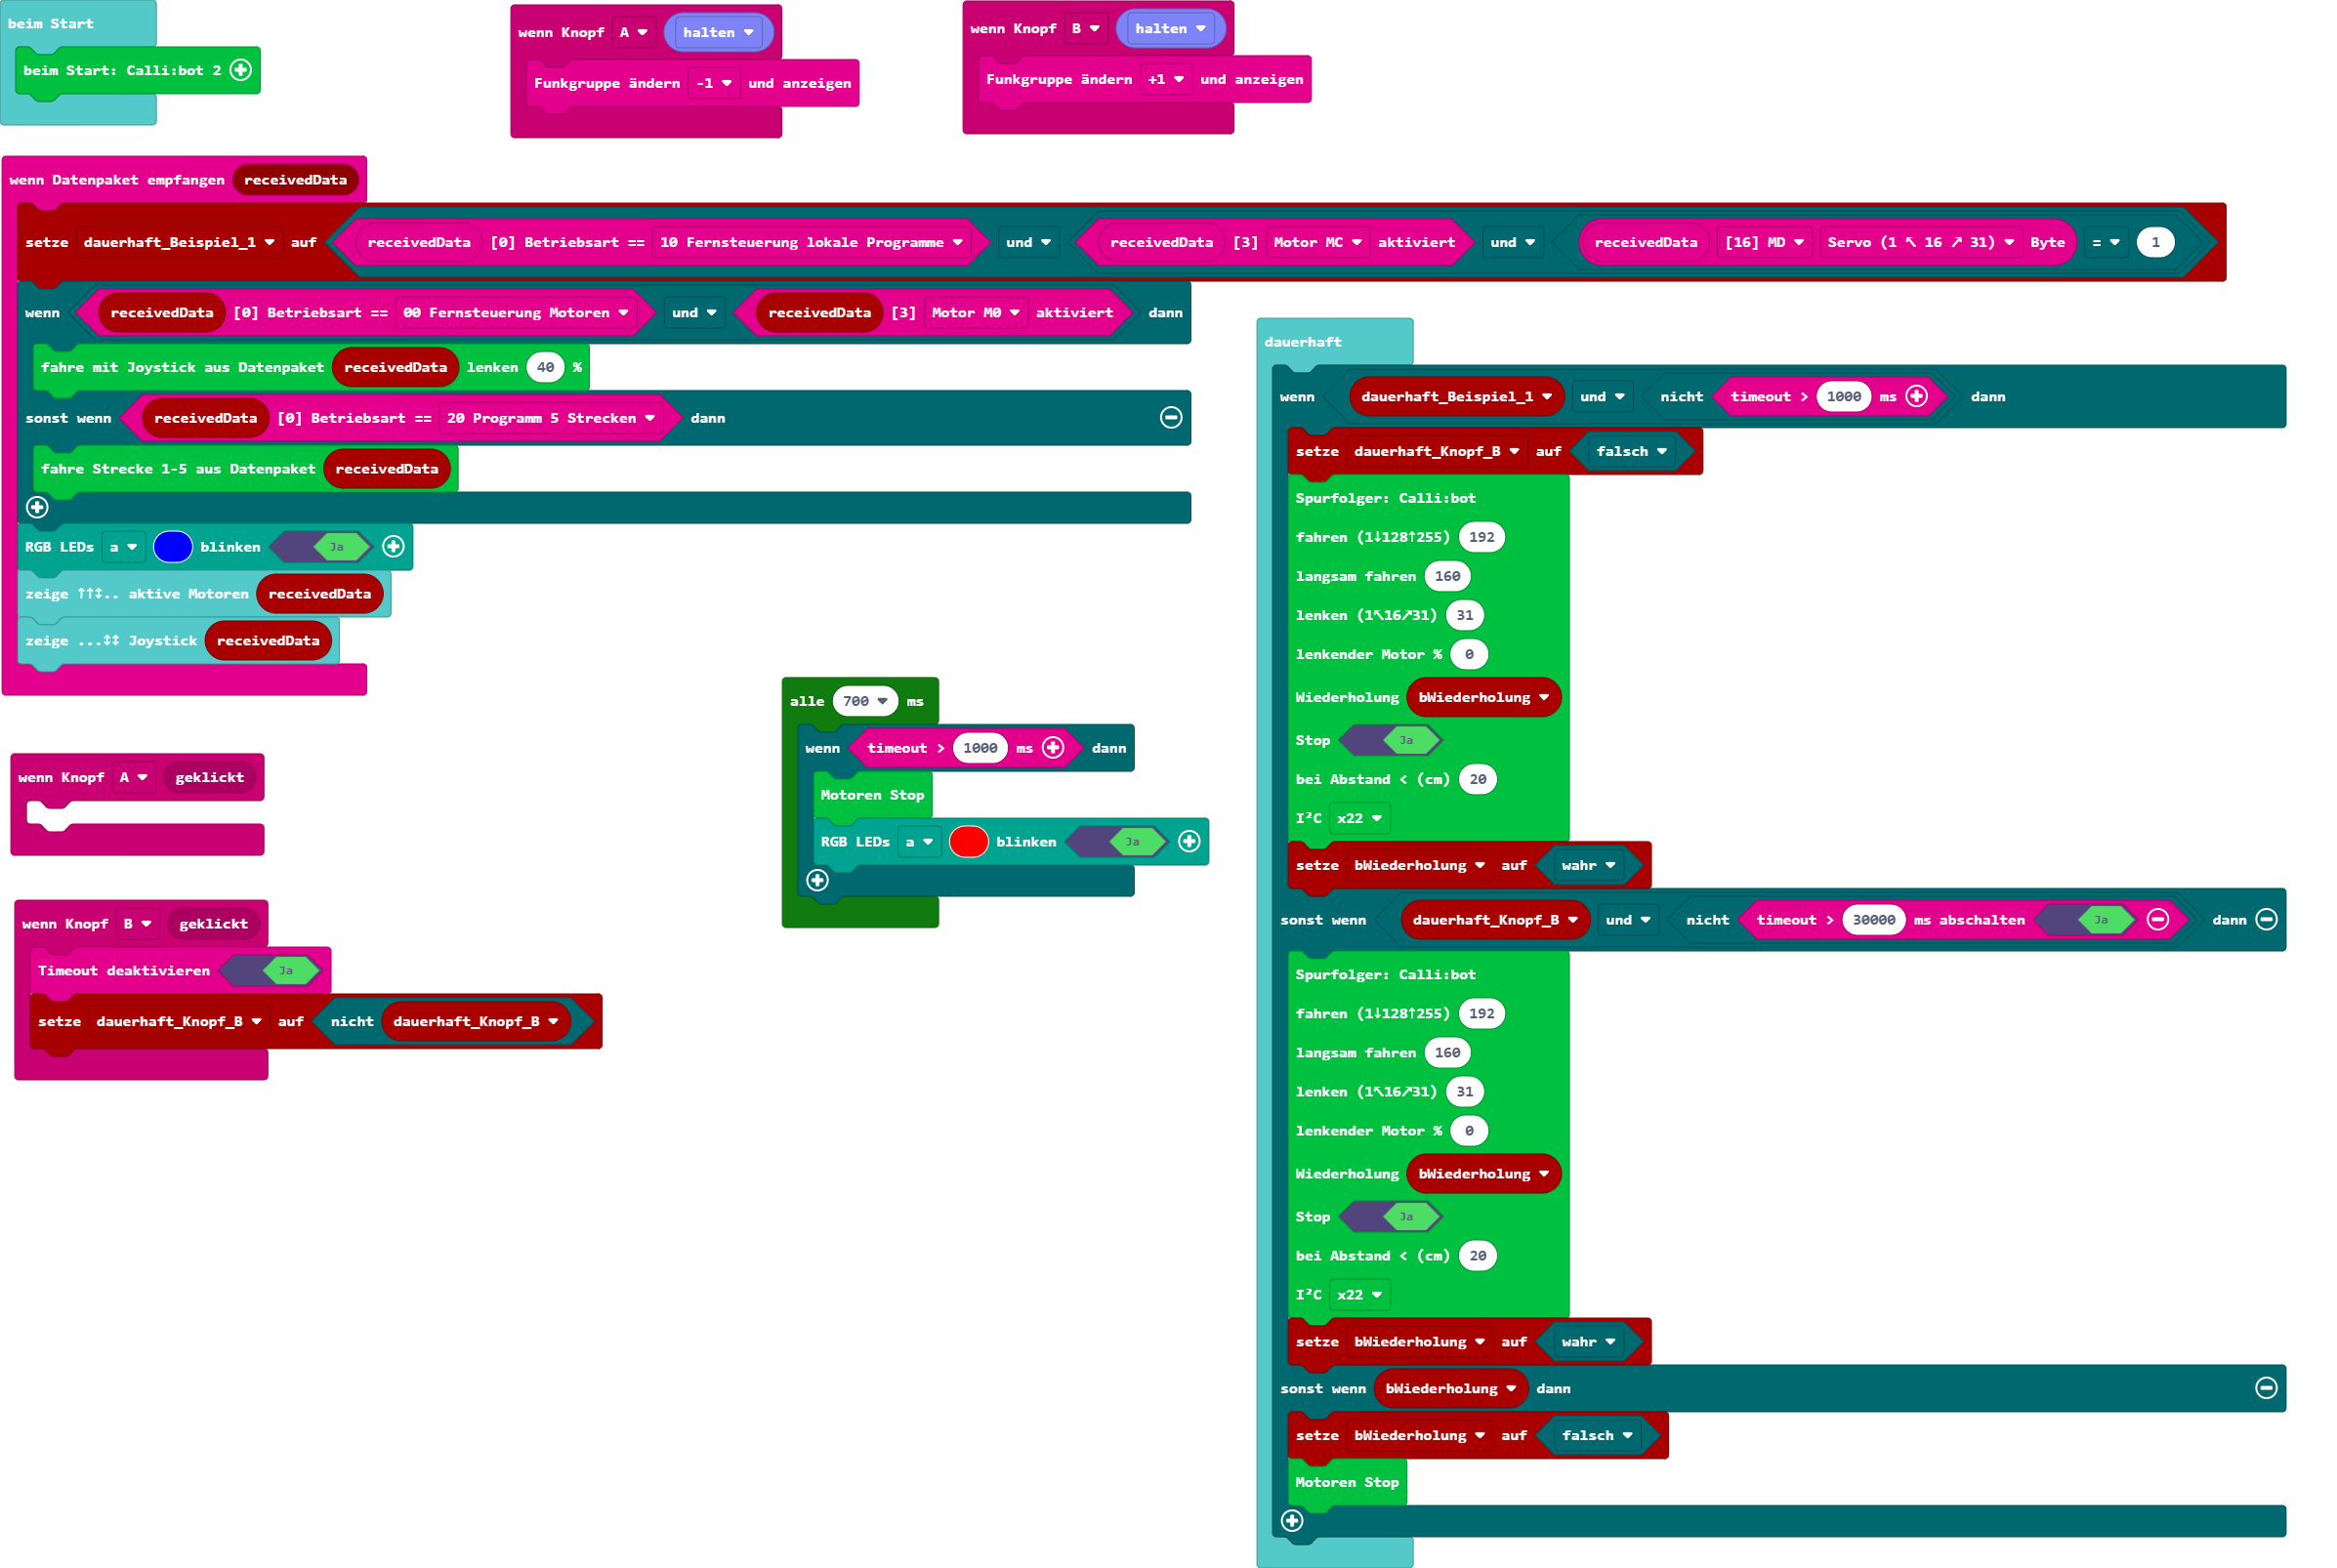 beim Start
beim Start: Calli:bot 2
wenn Knopf A halten
Funkgruppe ändern -1 und anzeigen
wenn Knopf B halten
Funkgruppe ändern +1 und anzeigen
wenn Datenpaket empfangen receivedData
setze dauerhaft_Beispiel_1 auf receivedData [0] Betriebsart == 10 Fernsteuerung lokale Programme und receivedData [3] Motor MC aktiviert und receivedData [16] MD Servo (1 ↖ 16 ↗ 31) Byte = 1
wenn receivedData [0] Betriebsart == 00 Fernsteuerung Motoren und receivedData [3] Motor M0 aktiviert dann
fahre mit Joystick aus Datenpaket receivedData lenken 40 %
sonst wenn receivedData [0] Betriebsart == 20 Programm 5 Strecken dann
fahre Strecke 1-5 aus Datenpaket receivedData
RGB LEDs a blinken Ja
zeige ↑↑↕.. aktive Motoren receivedData
zeige ...↕↕ Joystick receivedData
wenn Knopf A geklickt
wenn Knopf B geklickt
Timeout deaktivieren Ja
setze dauerhaft_Knopf_B auf nicht dauerhaft_Knopf_B
alle 700 ms
wenn timeout > 1000 ms dann
Motoren Stop
RGB LEDs a blinken Ja
dauerhaft
wenn dauerhaft_Beispiel_1 und nicht timeout > 1000 ms dann
setze dauerhaft_Knopf_B auf falsch
Spurfolger: Calli:bot
fahren (1↓128↑255) 192
langsam fahren 160
lenken (1↖16↗31) 31
lenkender Motor % 0
Wiederholung bWiederholung
Stop Ja
bei Abstand < (cm) 20
I²C x22
setze bWiederholung auf wahr
sonst wenn dauerhaft_Knopf_B und nicht timeout > 30000 ms abschalten Ja dann
Spurfolger: Calli:bot
fahren (1↓128↑255) 192
langsam fahren 160
lenken (1↖16↗31) 31
lenkender Motor % 0
Wiederholung bWiederholung
Stop Ja
bei Abstand < (cm) 20
I²C x22
setze bWiederholung auf wahr
sonst wenn bWiederholung dann
setze bWiederholung auf falsch
Motoren Stop